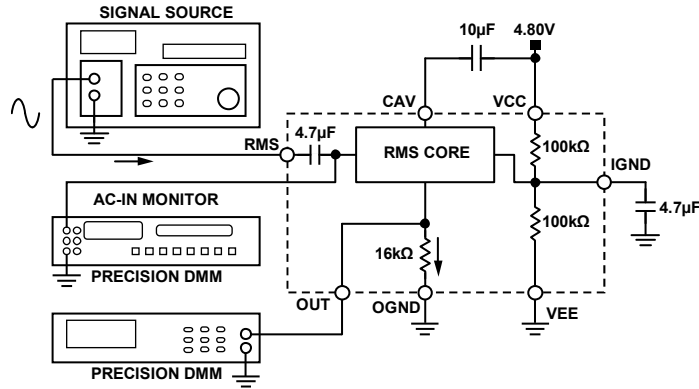 SIGNAL SOURCE
10µF
4.80V
CAV
VCC
4.7µF
RMS
RMS CORE
100kΩ
IGND
AC-IN MONITOR
100kΩ
4.7µF
16kΩ
PRECISION DMM
OUT
OGND
VEE
PRECISION DMM